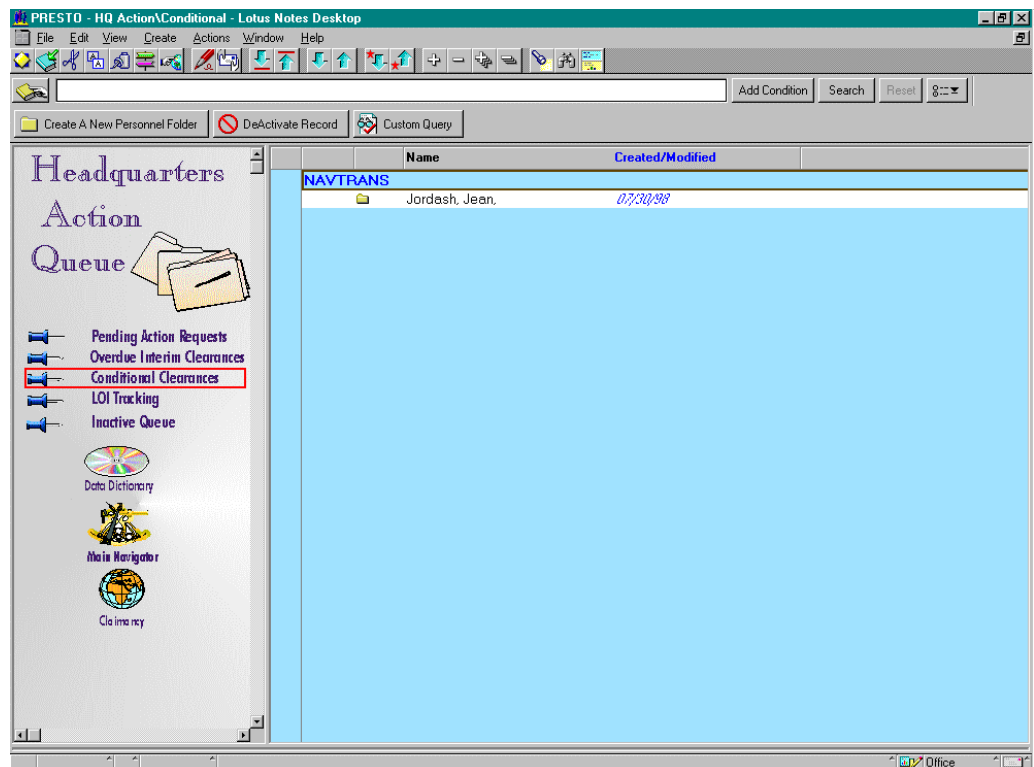 PRESTO - HQ Action\Conditional - Lotus Notes Desktop
File Edit View Create Actions Window Help
Add Condition Search Reset
Create A New Personnel Folder DeActivate Record Custom Query
Headquarters
Action
Queue
Pending Action Requests
Overdue Interim Clearances
Conditional Clearances
LOI Tracking
Inactive Queue
Data Dictionary
Main Navigator
Claimancy
Name Created/Modified
NAVTRANS
Jordash, Jean, 07/30/98
Office